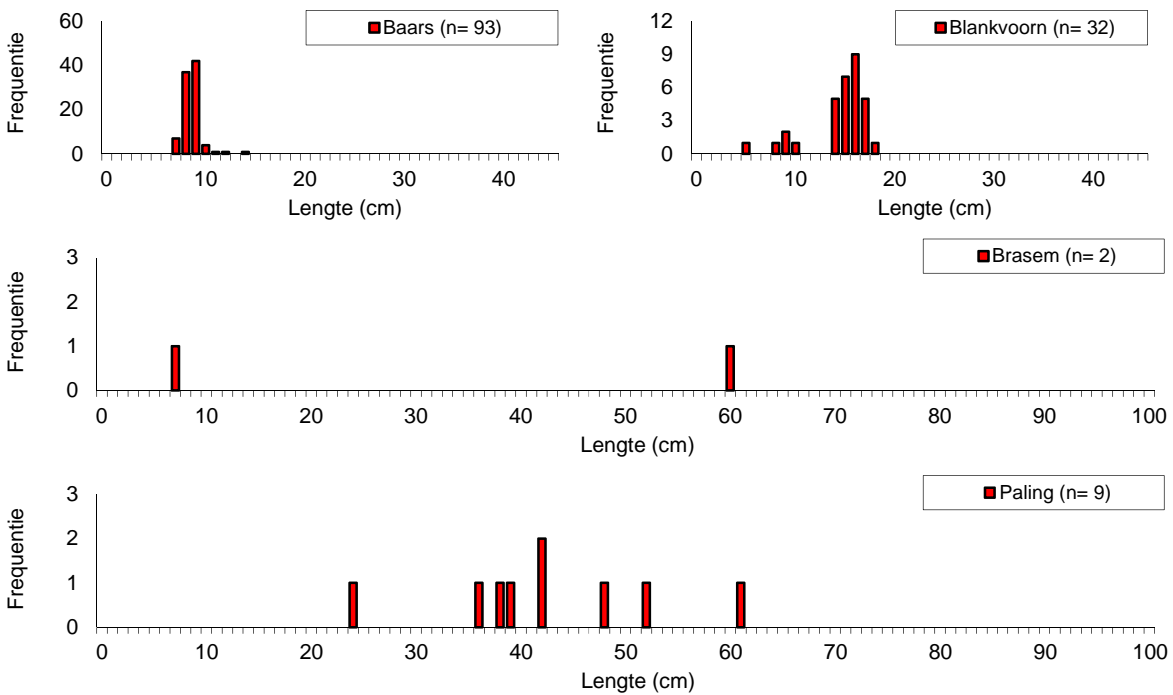 Baars (n= 93)
Frequentie
60
40
20
0
0 10 20 30 40
Lengte (cm)
Blankvoorn (n= 32)
Frequentie
12
9
6
3
0
0 10 20 30 40
Lengte (cm)
Brasem (n= 2)
Frequentie
3
2
1
0
0 10 20 30 40 50 60 70 80 90 100
Lengte (cm)
Paling (n= 9)
Frequentie
3
2
1
0
0 10 20 30 40 50 60 70 80 90 100
Lengte (cm)